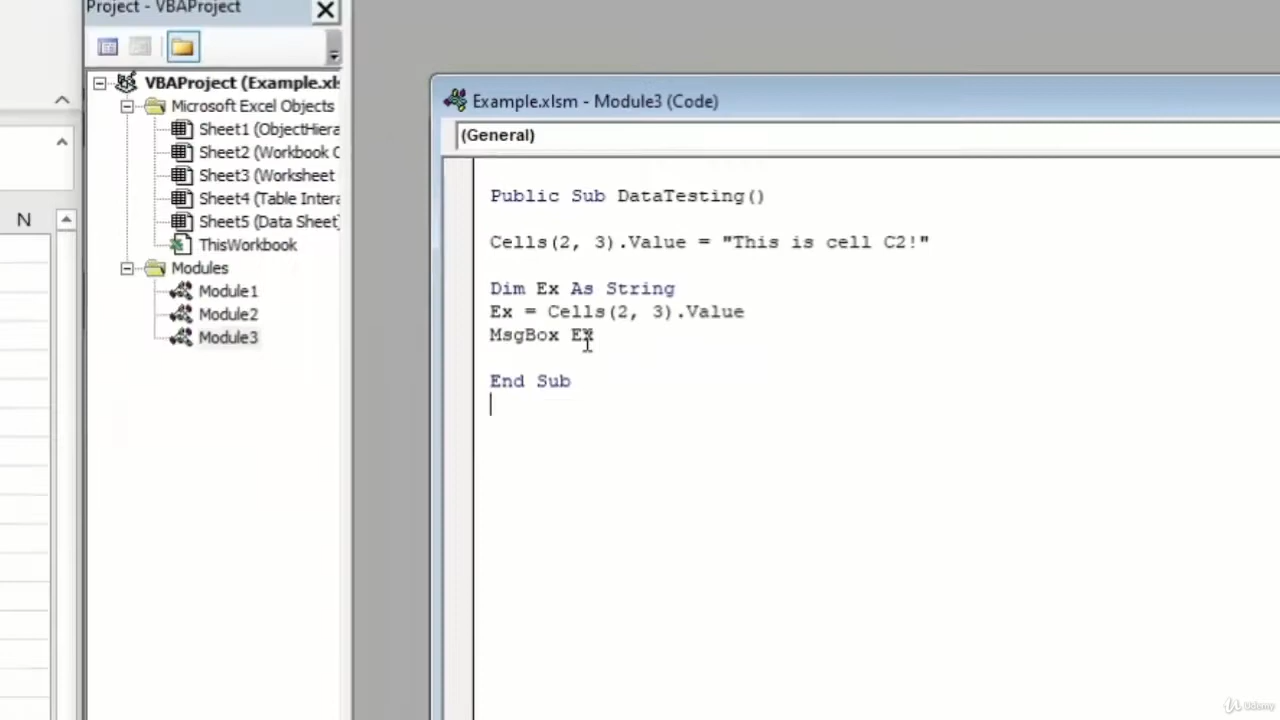 Project - VBAProject
VBAProject (Example.xl
Microsoft Excel Objects
Sheet1 (ObjectHiera
Sheet2 (Workbook C
Sheet3 (Worksheet
Sheet4 (Table Intera
Sheet5 (Data Sheet)
ThisWorkbook
Modules
Module1
Module2
Module3
N
Example.xlsm - Module3 (Code)
(General)
Public Sub DataTesting()
Cells(2, 3).Value = "This is cell C2!"
Dim Ex As String
Ex = Cells(2, 3).Value
MsgBox Ex
End Sub
Udemy